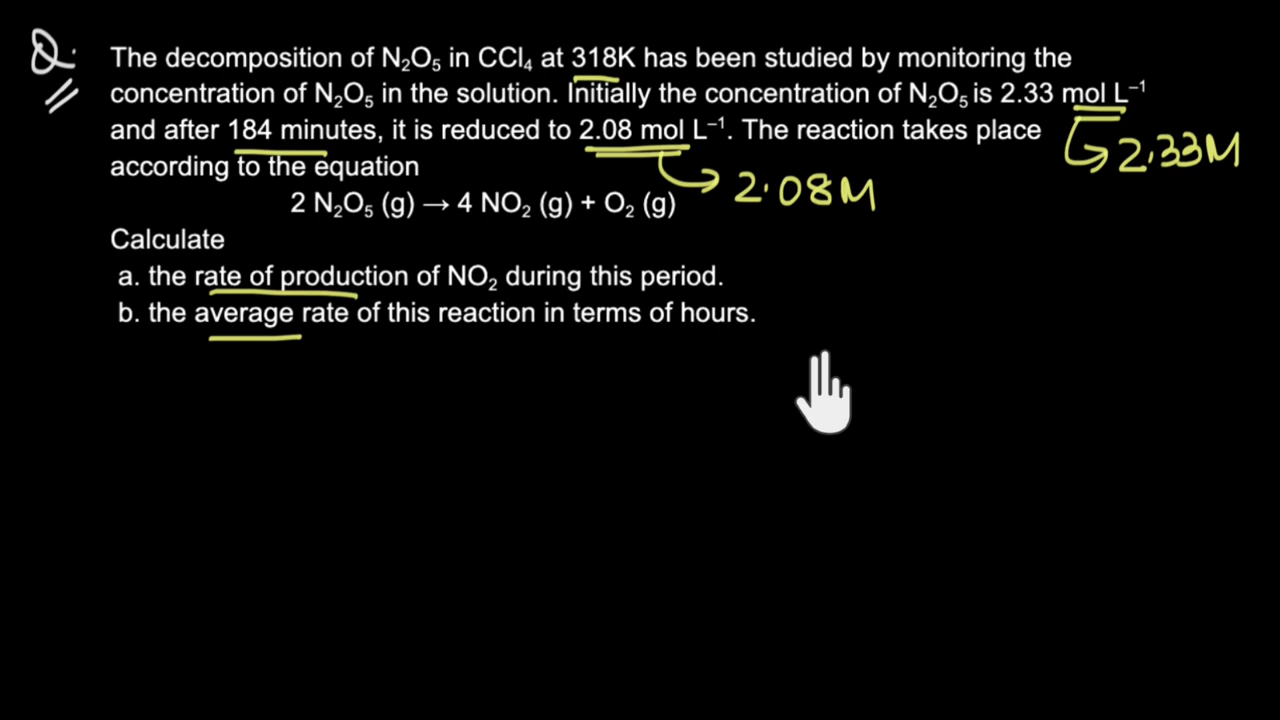 Q.
The decomposition of N₂O₅ in CCl₄ at 318K has been studied by monitoring the
concentration of N₂O₅ in the solution. Initially the concentration of N₂O₅ is 2.33 mol L⁻¹
and after 184 minutes, it is reduced to 2.08 mol L⁻¹. The reaction takes place
2.33M
according to the equation
2.08M
2 N₂O₅ (g) → 4 NO₂ (g) + O₂ (g)
Calculate
a. the rate of production of NO₂ during this period.
b. the average rate of this reaction in terms of hours.